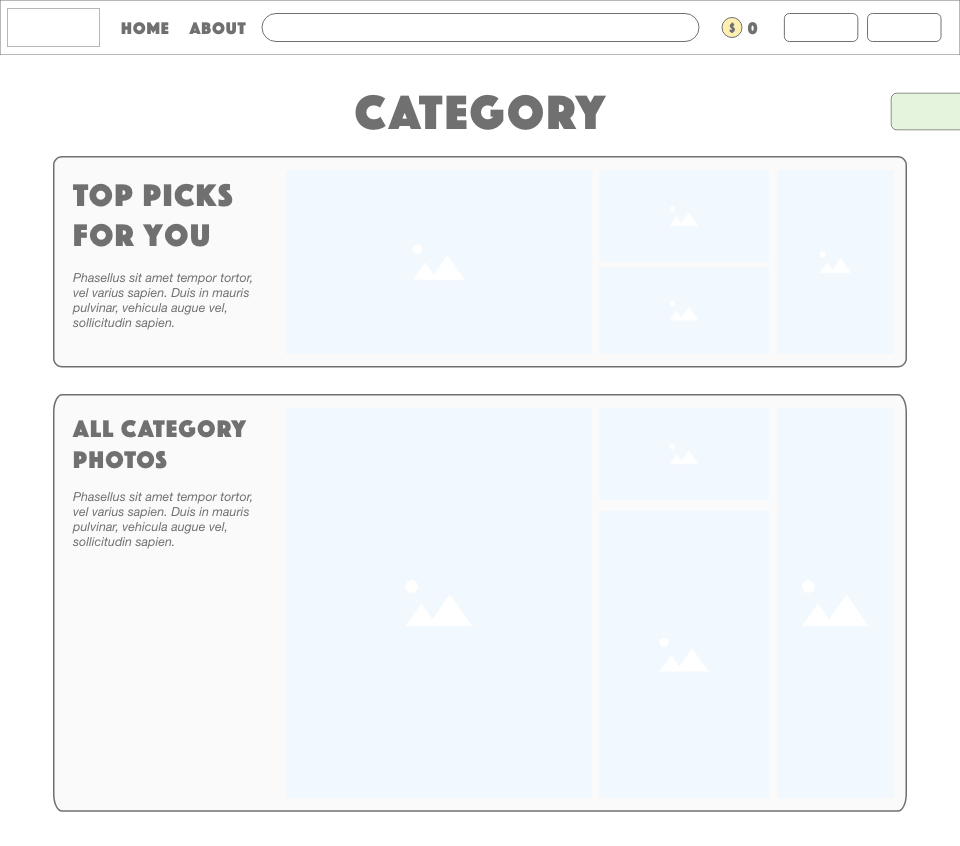 HOME ABOUT $ 0
CATEGORY
TOP PICKS
FOR YOU
Phasellus sit amet tempor tortor,
vel varius sapien. Duis in mauris
pulvinar, vehicula augue vel,
sollicitudin sapien.
ALL CATEGORY
PHOTOS
Phasellus sit amet tempor tortor,
vel varius sapien. Duis in mauris
pulvinar, vehicula augue vel,
sollicitudin sapien.